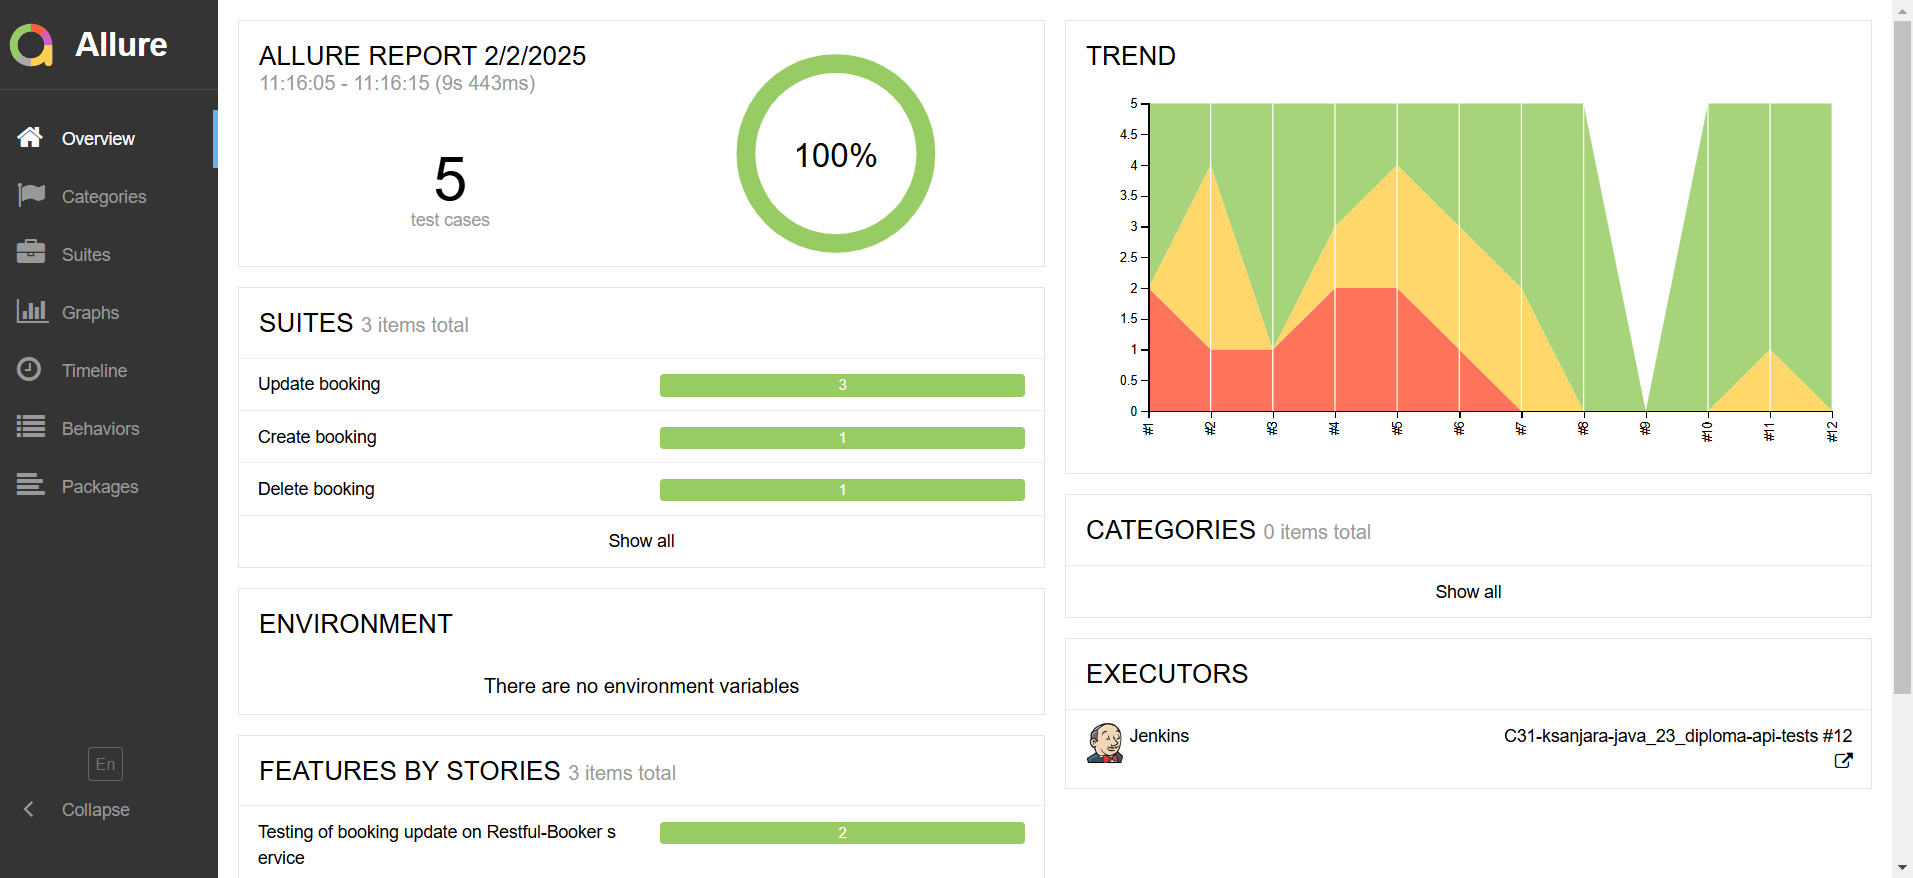 Allure
Overview
Categories
Suites
Graphs
Timeline
Behaviors
Packages
En
Collapse
ALLURE REPORT 2/2/2025
11:16:05 - 11:16:15 (9s 443ms)
5
test cases
100%
SUITES 3 items total
Update booking 3
Create booking 1
Delete booking 1
Show all
ENVIRONMENT
There are no environment variables
FEATURES BY STORIES 3 items total
Testing of booking update on Restful-Booker s
ervice
2
TREND
5
4.5
4
3.5
3
2.5
2
1.5
1
0.5
0
#1 #2 #3 #4 #5 #6 #7 #8 #9 #10 #11 #12
CATEGORIES 0 items total
Show all
EXECUTORS
Jenkins C31-ksanjara-java_23_diploma-api-tests #12